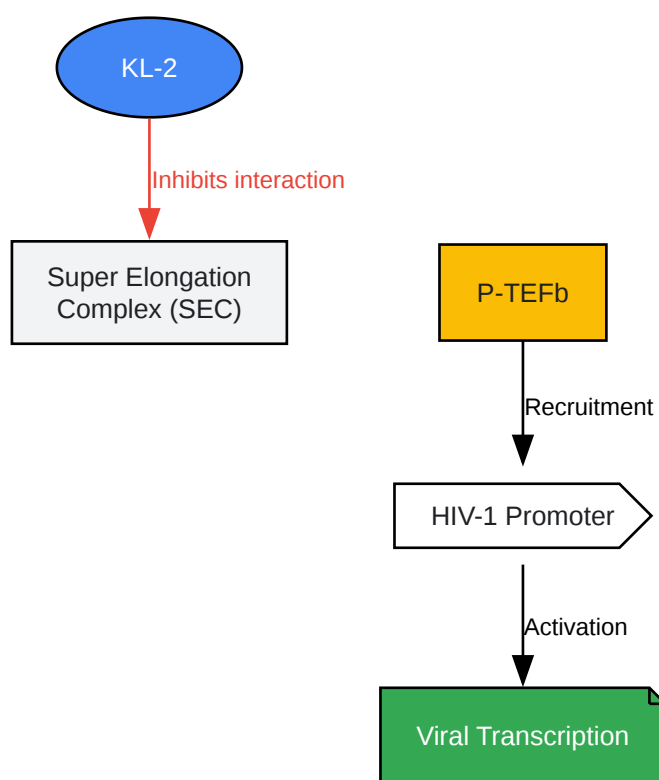 KL-2
Inhibits interaction
Super Elongation
Complex (SEC)
P-TEFb
Recruitment
HIV-1 Promoter
Activation
Viral Transcription